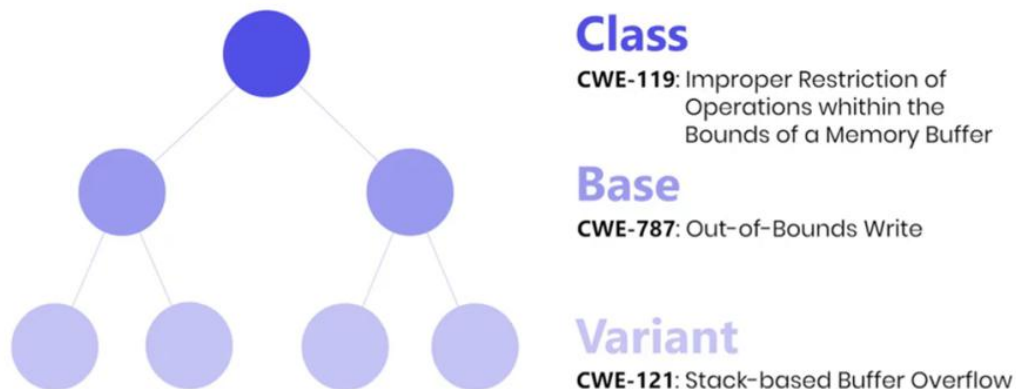 Class
CWE-119: Improper Restriction of
Operations whithin the
Bounds of a Memory Buffer
Base
CWE-787: Out-of-Bounds Write
Variant
CWE-121: Stack-based Buffer Overflow